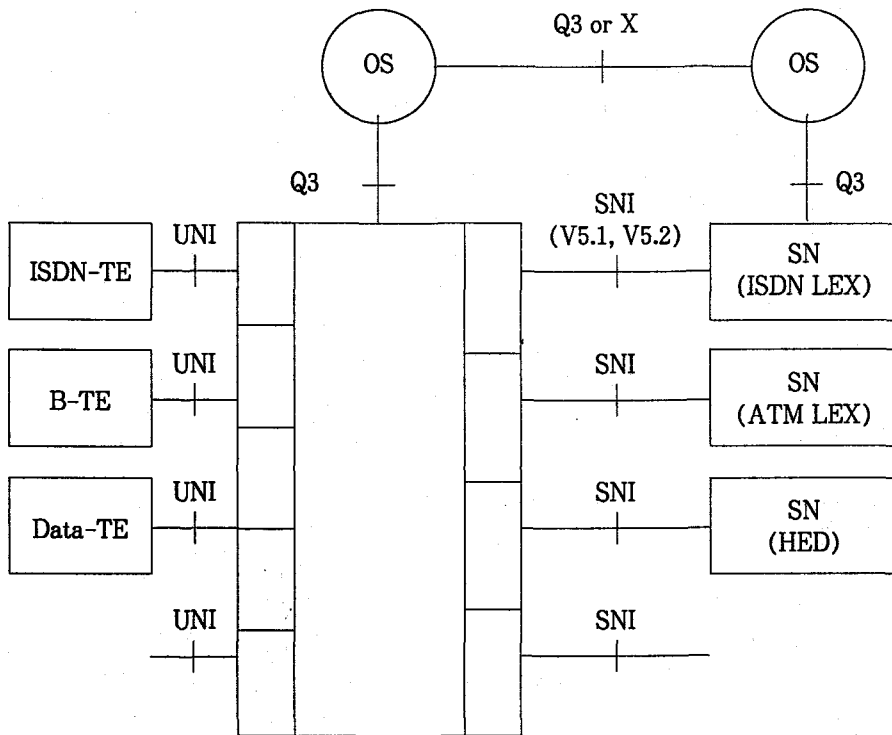 Q3 or X
OS
OS
Q3
Q3
UNI
SNI
(V5.1, V5.2)
ISDN-TE
SN
(ISDN LEX)
UNI
SNI
B-TE
SN
(ATM LEX)
UNI
SNI
Data-TE
SN
(HED)
UNI
SNI